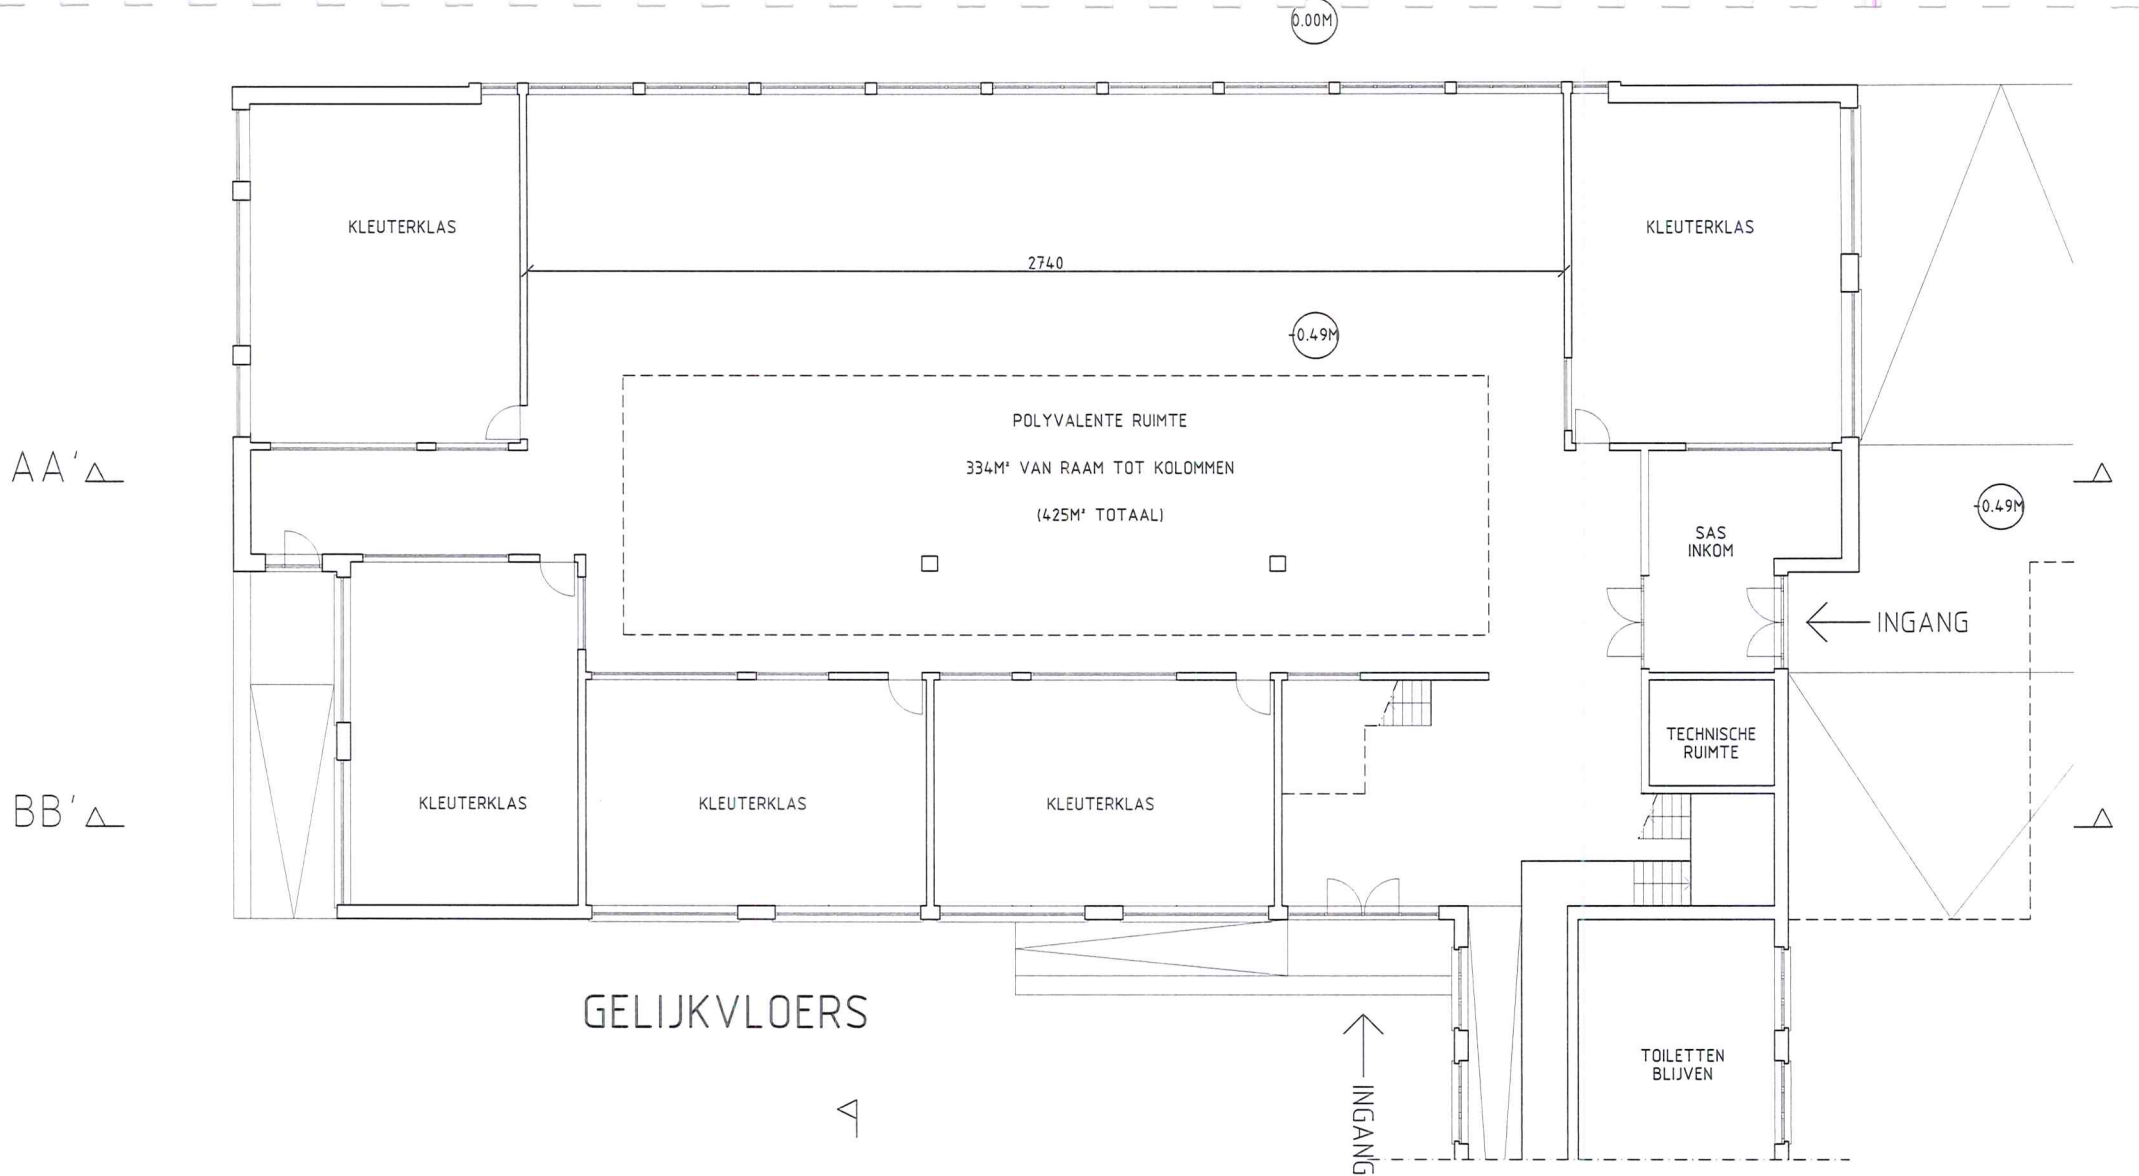 0.00M
KLEUTERKLAS
KLEUTERKLAS
2740
-0.49M
POLYVALENTE RUIMTE
334M² VAN RAAM TOT KOLOMMEN
(425M² TOTAAL)
AA'
-0.49M
SAS
INKOM
INGANG
TECHNISCHE
RUIMTE
BB'
KLEUTERKLAS
KLEUTERKLAS
KLEUTERKLAS
GELIJKVLOERS
TOILETTEN
BLIJVEN
INGANG